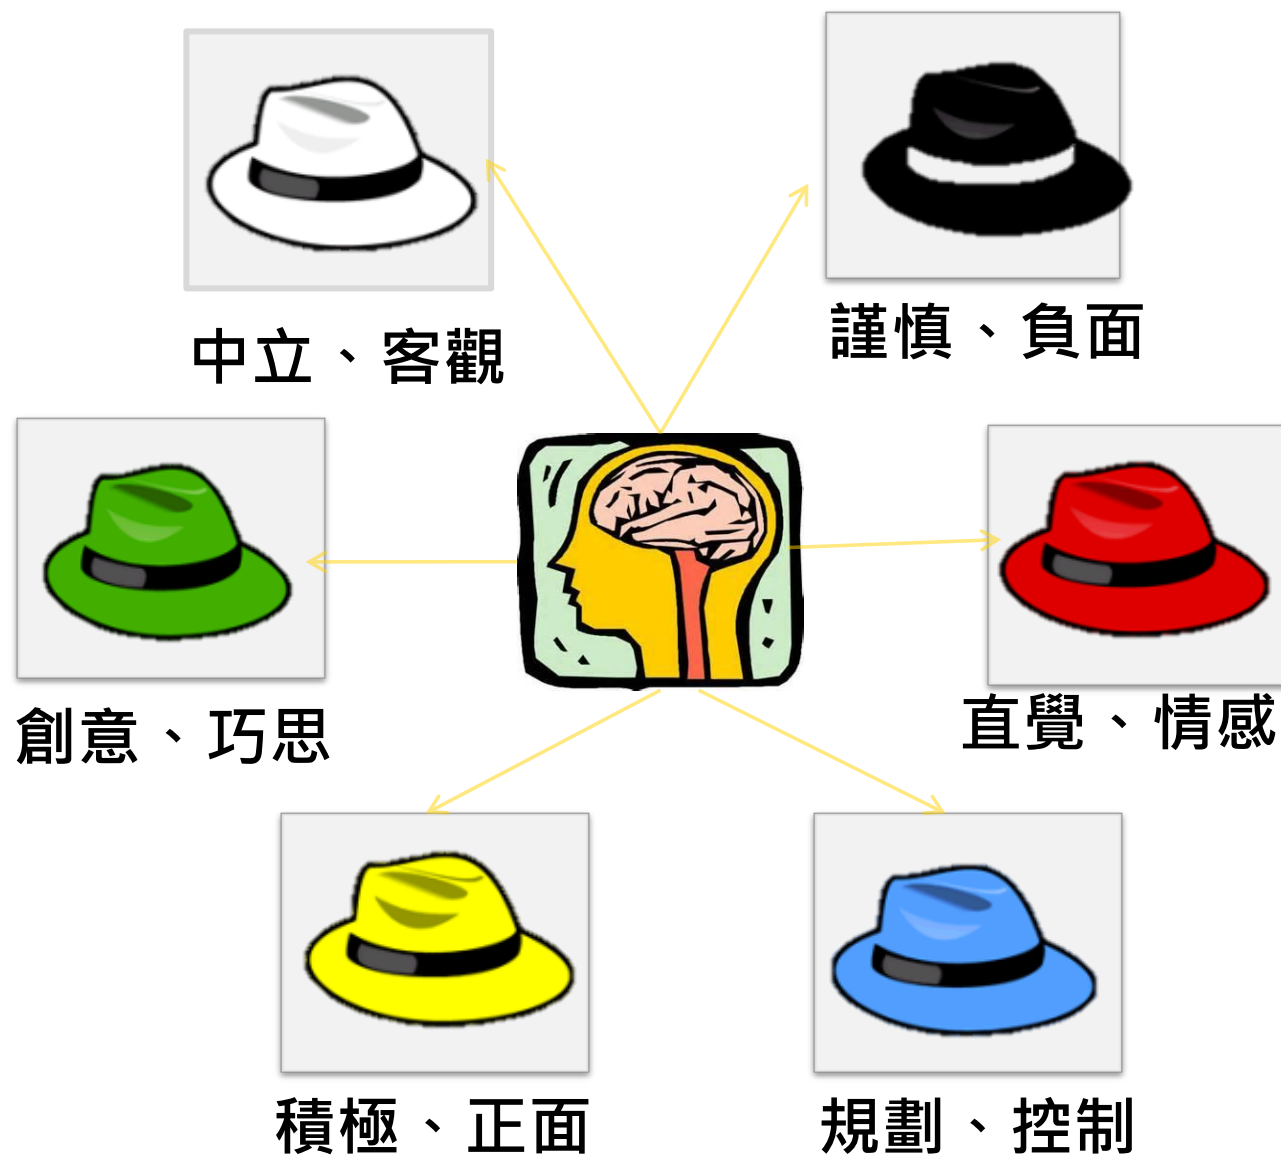 中立、客觀
謹慎、負面
創意、巧思
直覺、情感
積極、正面
規劃、控制